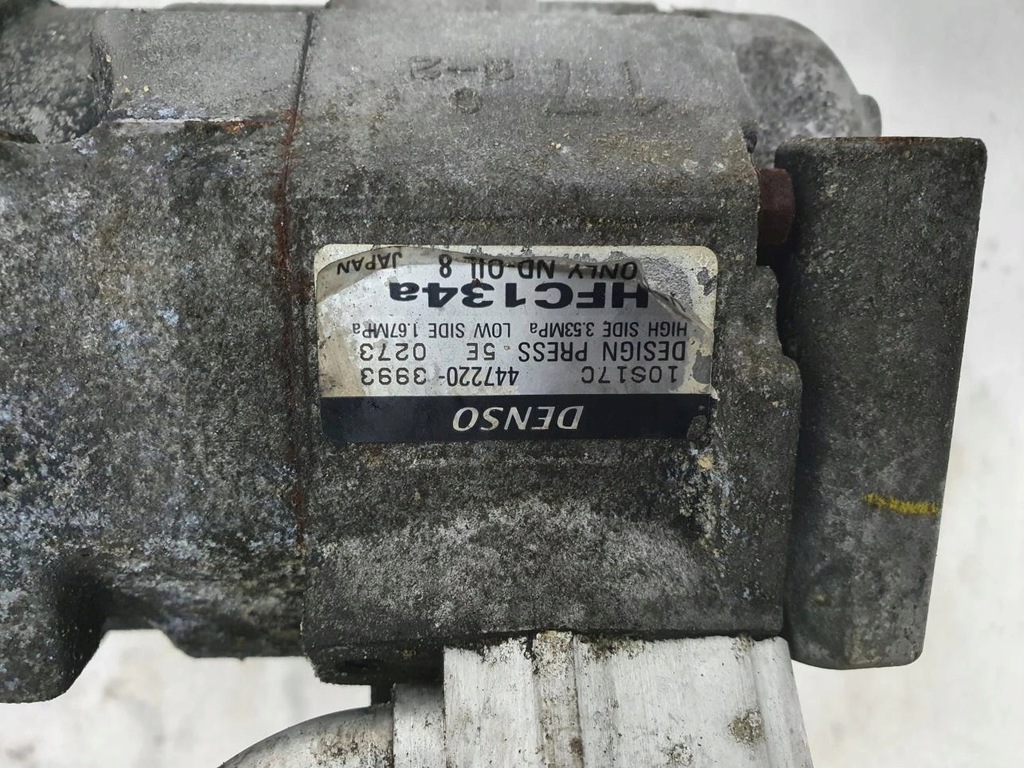 DENSO
10S17C 447220-3993
DESIGN PRESS 5E 0273
HIGH SIDE 3.53MPa LOW SIDE 1.67MPa
HFC134a
ONLY ND-OIL 8 JAPAN